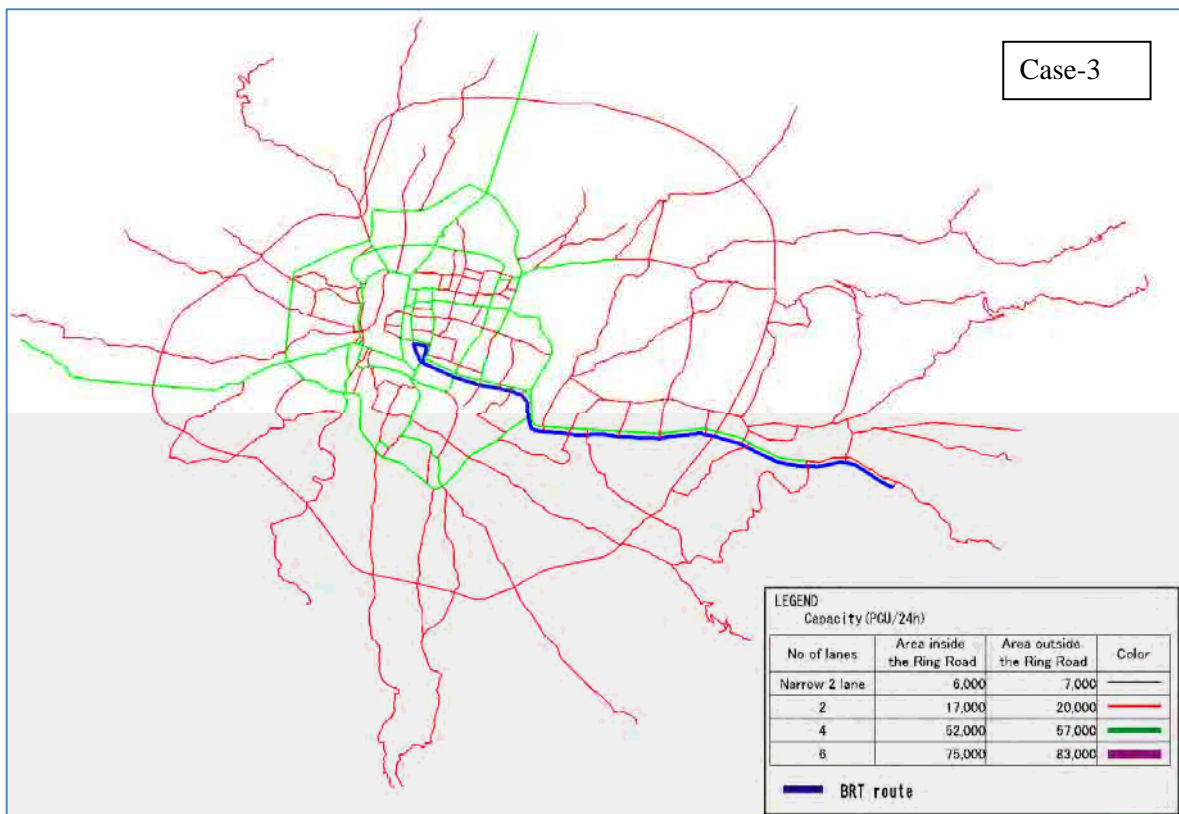 Case-3
LEGEND
Capacity (PCU/24h)
No of lanes Area inside the Ring Road Area outside the Ring Road Color
Narrow 2 lane 6,000 7,000
2 17,000 20,000
4 52,000 57,000
6 75,000 83,000
BRT route